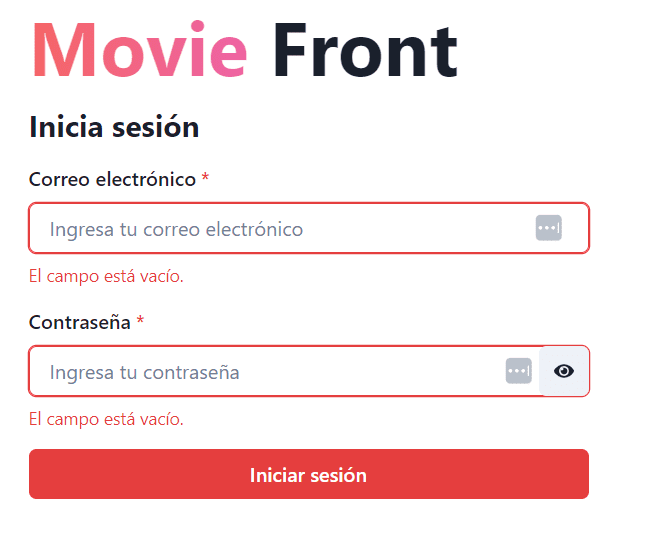 Movie Front
Inicia sesión
Correo electrónico *
Ingresa tu correo electrónico
El campo está vacío.
Contraseña *
Ingresa tu contraseña
El campo está vacío.
Iniciar sesión